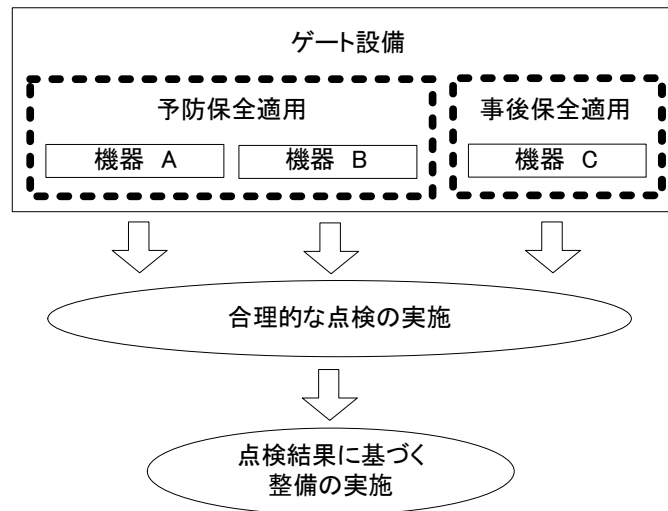 ゲート設備
予防保全適用
事後保全適用
機器 A
機器 B
機器 C
合理的な点検の実施
点検結果に基づく
整備の実施